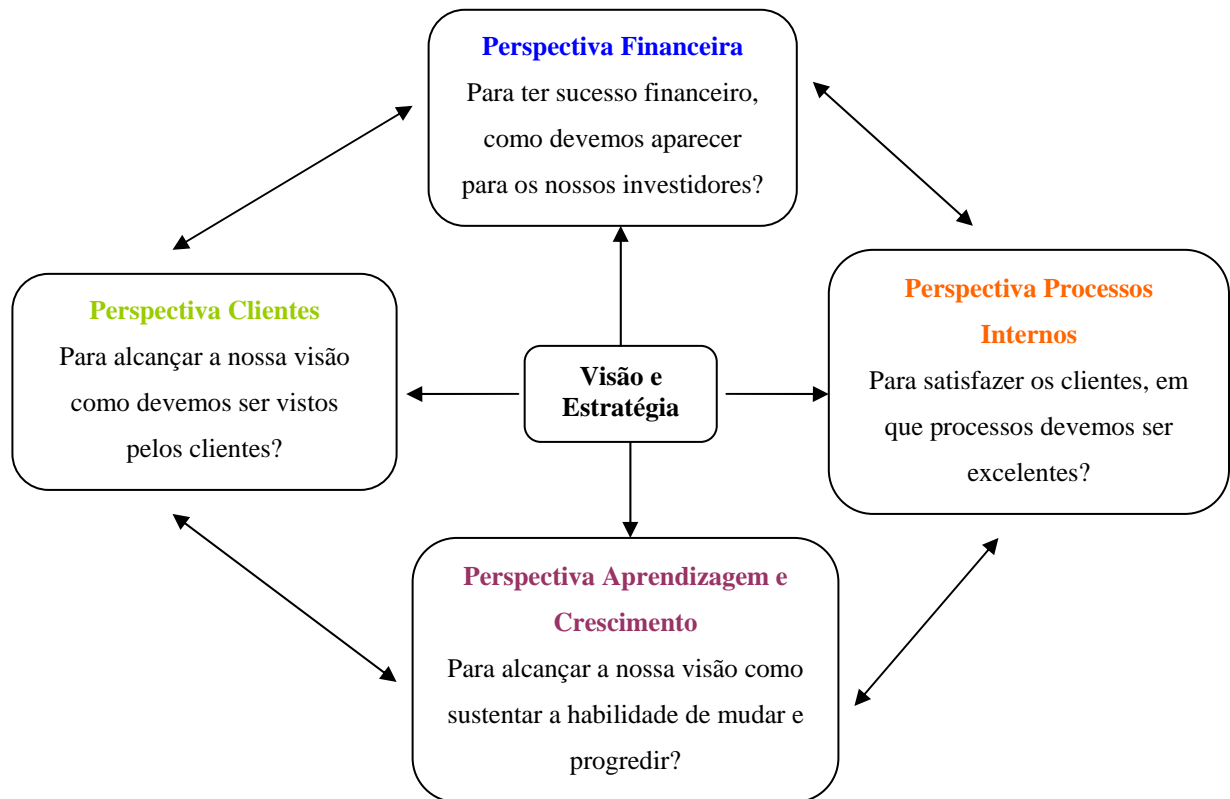 Perspectiva Financeira
Para ter sucesso financeiro,
como devemos aparecer
para os nossos investidores?
Perspectiva Clientes
Para alcançar a nossa visão
como devemos ser vistos
pelos clientes?
Visão e
Estratégia
Perspectiva Processos
Internos
Para satisfazer os clientes, em
que processos devemos ser
excelentes?
Perspectiva Aprendizagem e
Crescimento
Para alcançar a nossa visão como
sustentar a habilidade de mudar e
progredir?